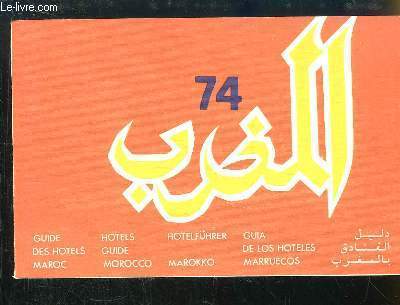 Le-livre.com
74
المغرب
GUIDE DES HOTELS MAROC
HOTELS GUIDE MOROCCO
HOTELFÜHRER MAROKKO
GUIA DE LOS HOTELES MARRUECOS
دليل
الفنادق
بالمغرب